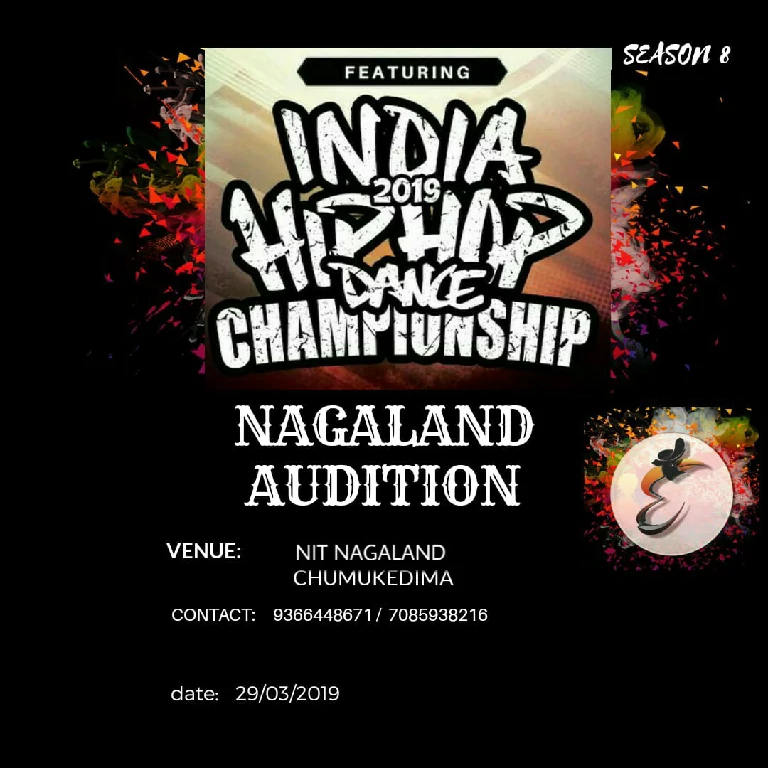 SEASON 8
FEATURING
INDIA
2019
HIPHOP
DANCE
CHAMPIONSHIP
NAGALAND
AUDITION
VENUE: NIT NAGALAND
CHUMUKEDIMA
CONTACT: 9366448671/ 7085938216
date: 29/03/2019